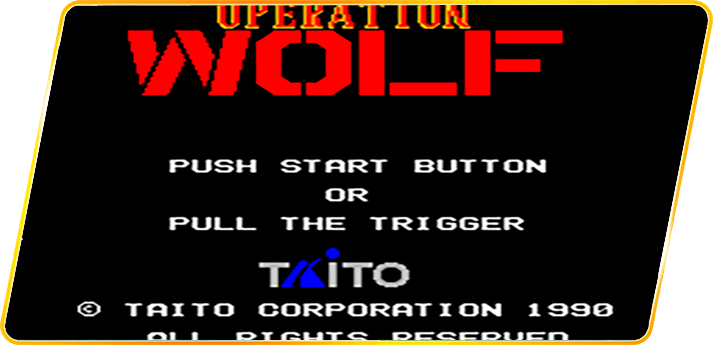 OPERATION
WOLF
PUSH START BUTTON
OR
PULL THE TRIGGER
TAITO
© TAITO CORPORATION 1990
ALL RIGHTS RESERVED